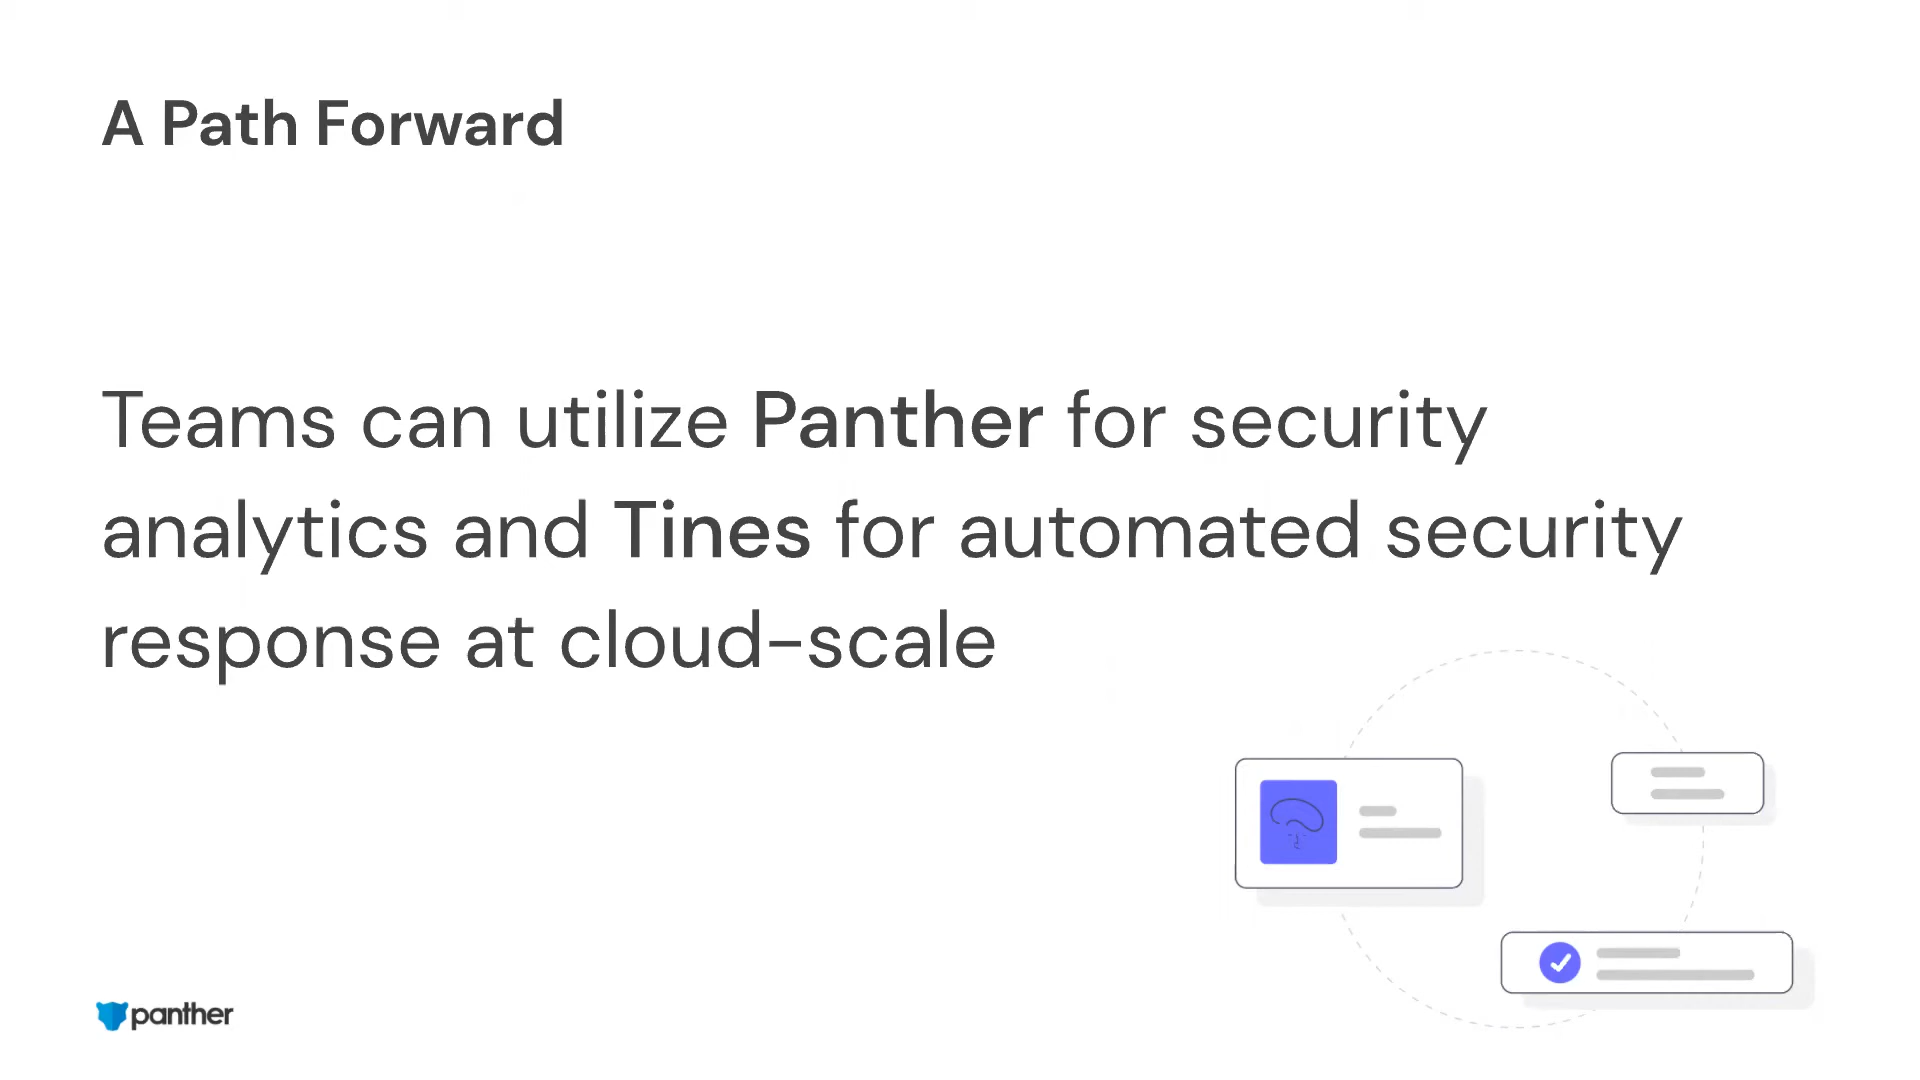 A Path Forward
Teams can utilize Panther for security
analytics and Tines for automated security
response at cloud-scale
panther